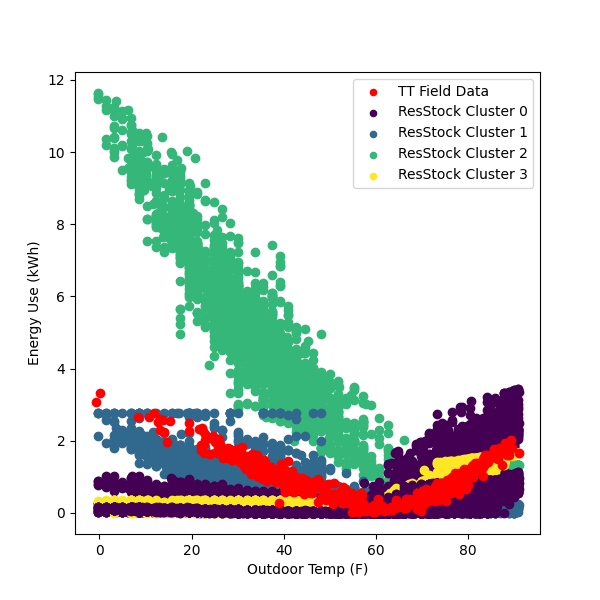 TT Field Data
ResStock Cluster 0
ResStock Cluster 1
ResStock Cluster 2
ResStock Cluster 3
12
10
8
6
4
2
0
Energy Use (kWh)
0 20 40 60 80
Outdoor Temp (F)